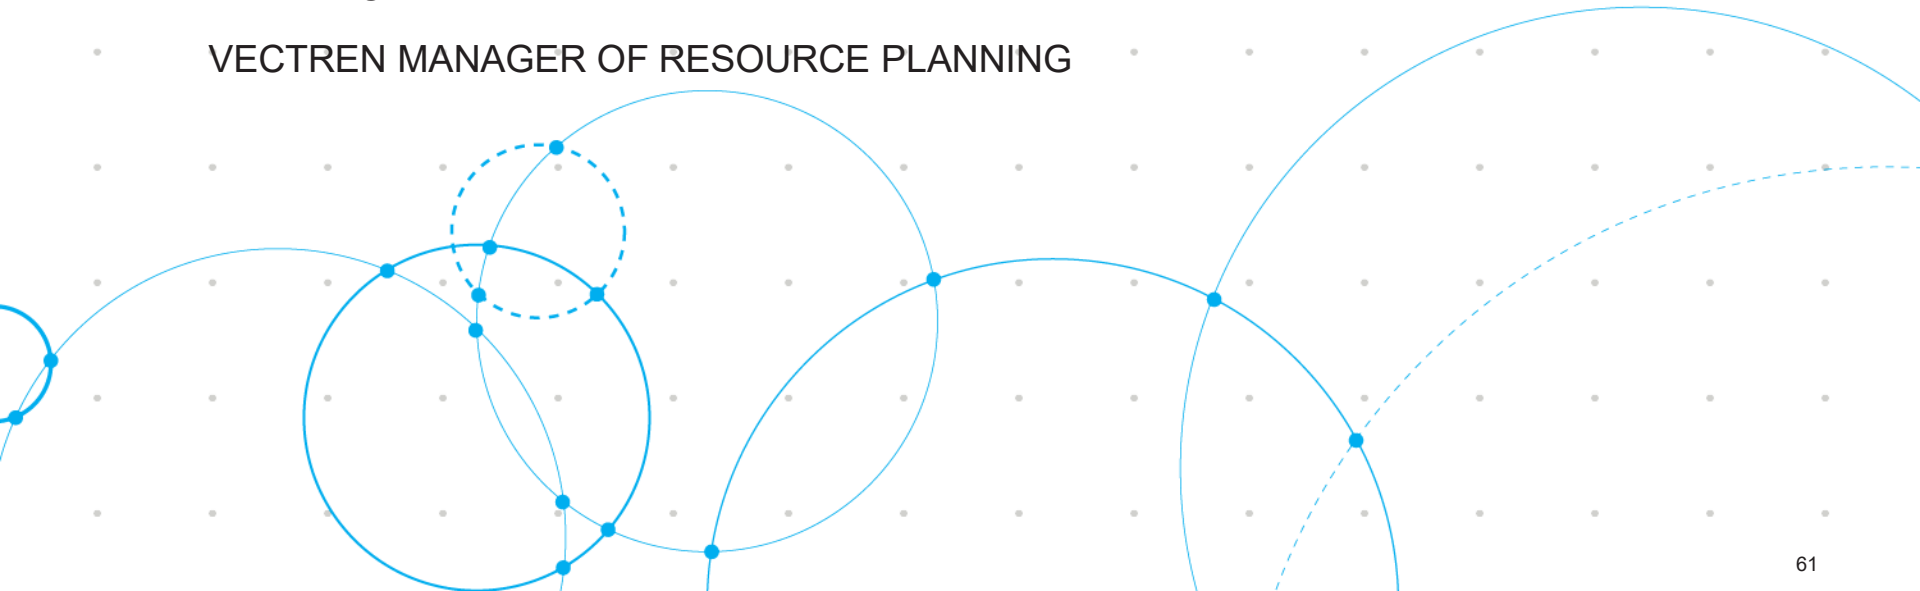 VECTREN MANAGER OF RESOURCE PLANNING
61